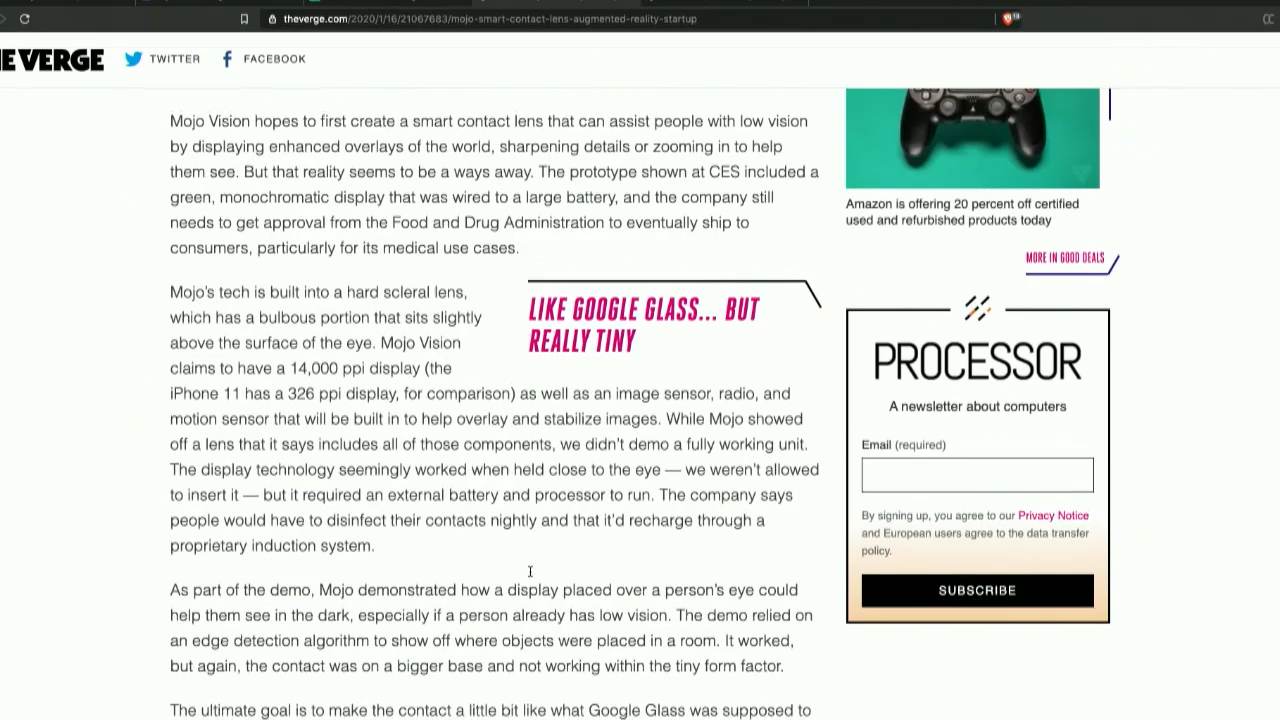 theverge.com/2020/1/16/21067683/mojo-smart-contact-lens-augmented-reality-startup
E VERGE
TWITTER
FACEBOOK
Mojo Vision hopes to first create a smart contact lens that can assist people with low vision
by displaying enhanced overlays of the world, sharpening details or zooming in to help
them see. But that reality seems to be a ways away. The prototype shown at CES included a
green, monochromatic display that was wired to a large battery, and the company still
needs to get approval from the Food and Drug Administration to eventually ship to
consumers, particularly for its medical use cases.
Mojo's tech is built into a hard scleral lens,
which has a bulbous portion that sits slightly
above the surface of the eye. Mojo Vision
claims to have a 14,000 ppi display (the
iPhone 11 has a 326 ppi display, for comparison) as well as an image sensor, radio, and
motion sensor that will be built in to help overlay and stabilize images. While Mojo showed
off a lens that it says includes all of those components, we didn't demo a fully working unit.
The display technology seemingly worked when held close to the eye — we weren't allowed
to insert it — but it required an external battery and processor to run. The company says
people would have to disinfect their contacts nightly and that it'd recharge through a
proprietary induction system.
LIKE GOOGLE GLASS... BUT
REALLY TINY
As part of the demo, Mojo demonstrated how a display placed over a person's eye could
help them see in the dark, especially if a person already has low vision. The demo relied on
an edge detection algorithm to show off where objects were placed in a room. It worked,
but again, the contact was on a bigger base and not working within the tiny form factor.
The ultimate goal is to make the contact a little bit like what Google Glass was supposed to
Amazon is offering 20 percent off certified
used and refurbished products today
MORE IN GOOD DEALS
PROCESSOR
A newsletter about computers
Email (required)
By signing up, you agree to our Privacy Notice
and European users agree to the data transfer
policy.
SUBSCRIBE